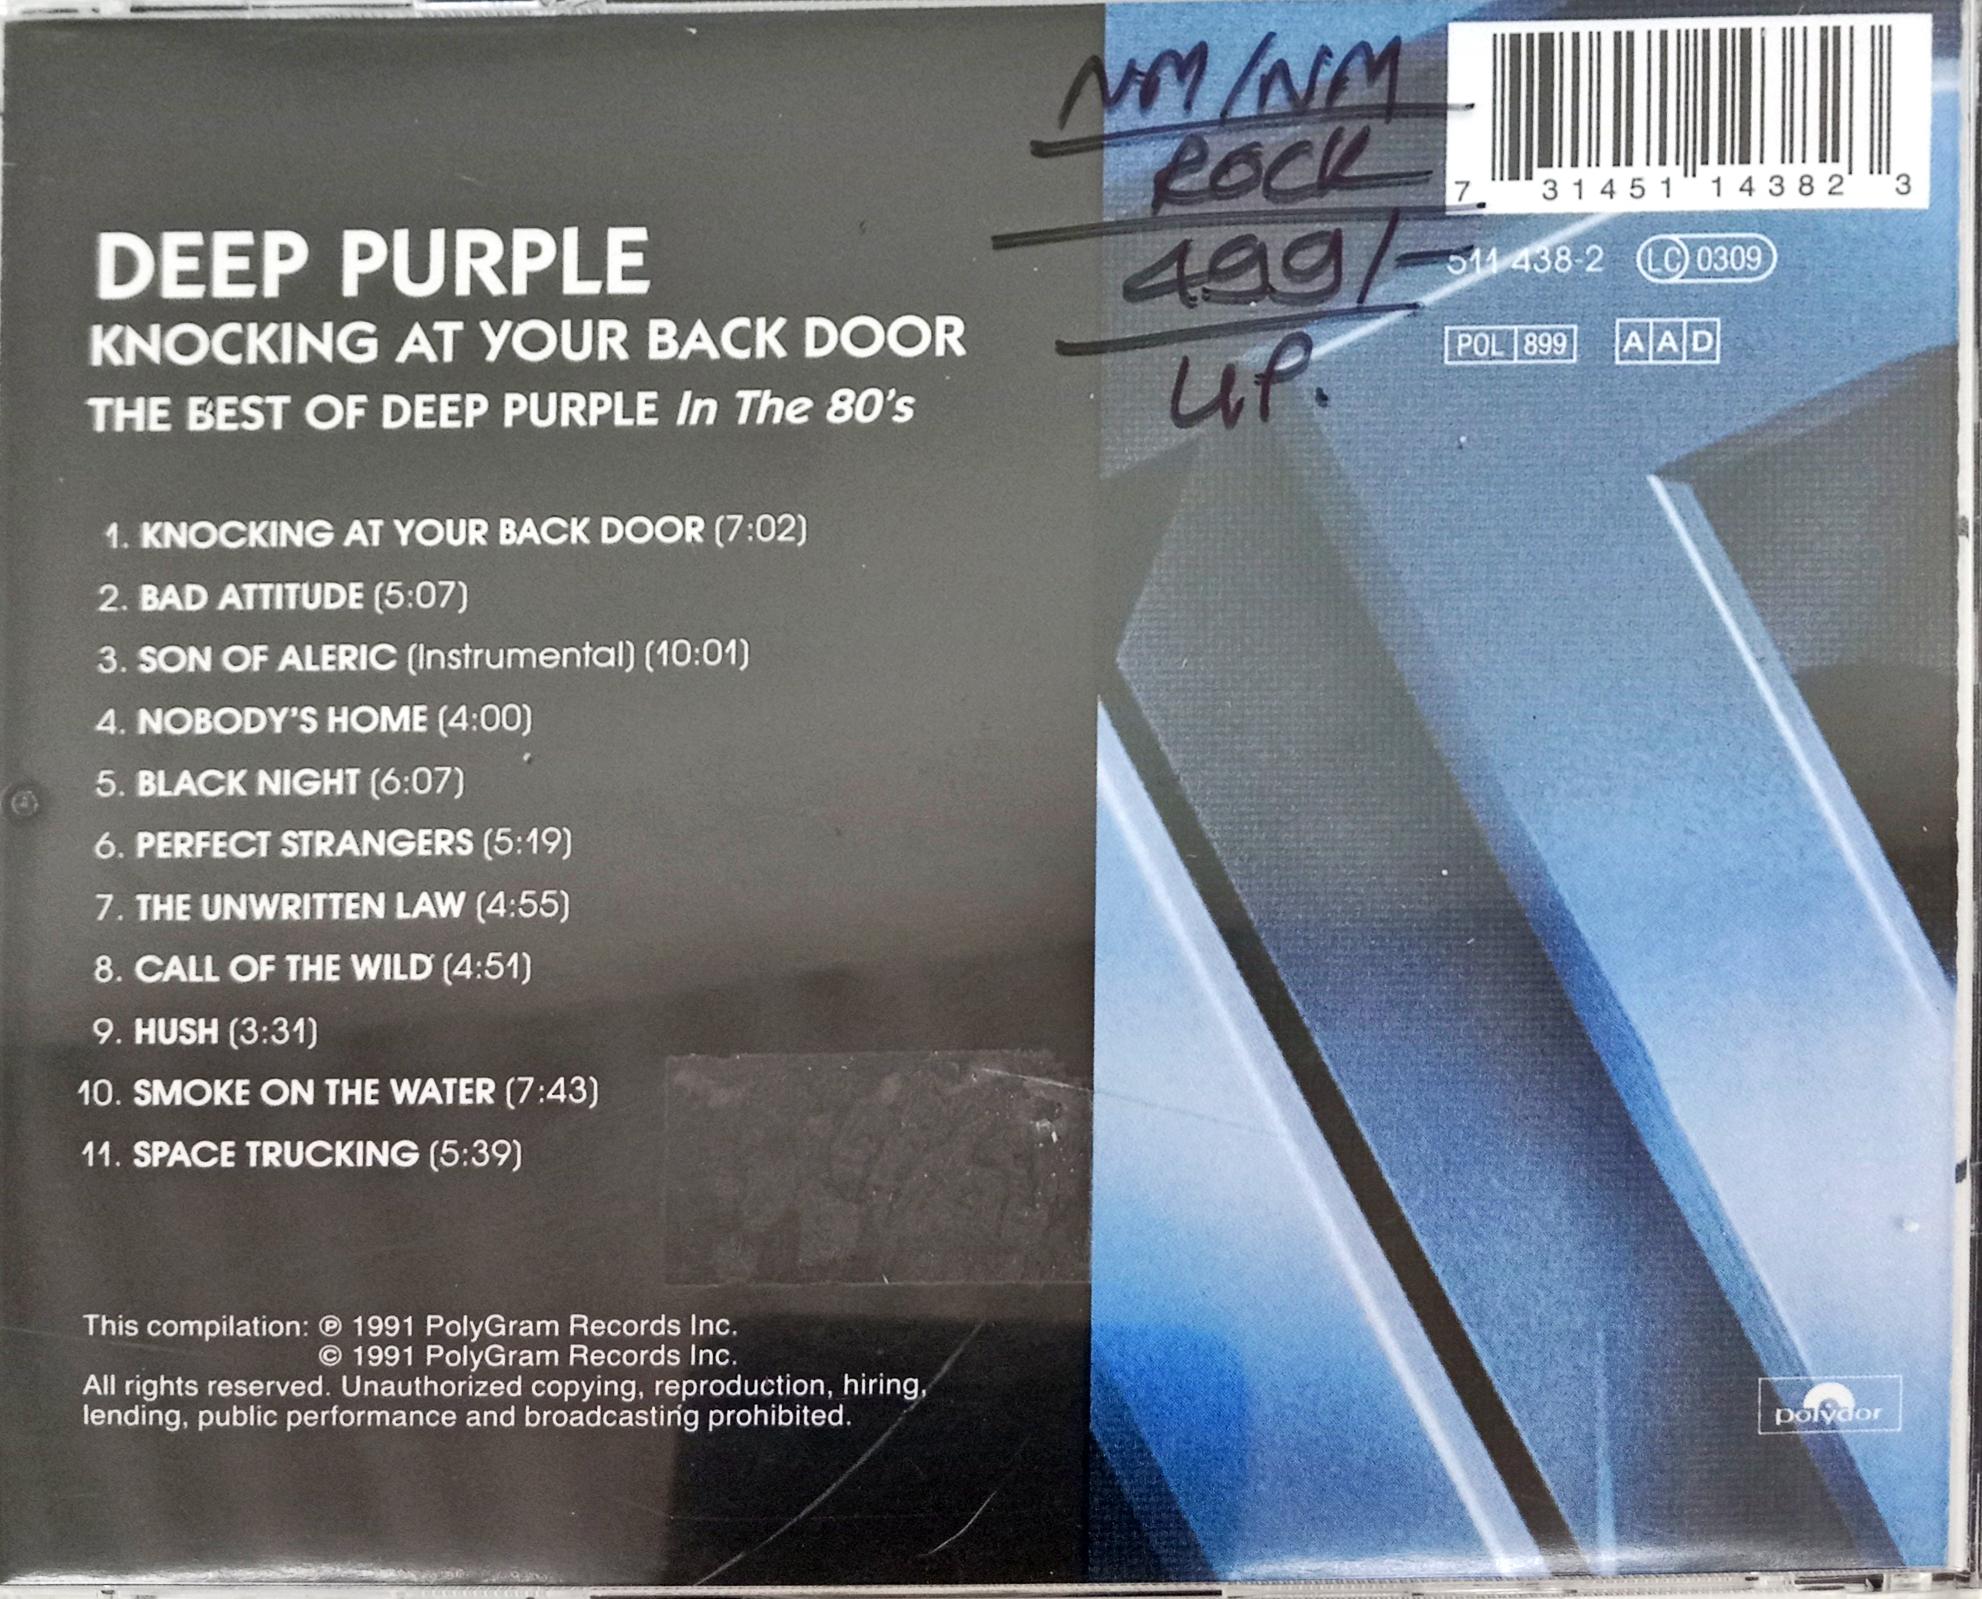 NM/NM
ROCK
499/-
U.P.
7 31451 14382 3
511 438-2 LC 0309
POL 899 AAD
DEEP PURPLE
KNOCKING AT YOUR BACK DOOR
THE BEST OF DEEP PURPLE In The 80's
1. KNOCKING AT YOUR BACK DOOR (7:02)
2. BAD ATTITUDE (5:07)
3. SON OF ALERIC (Instrumental) (10:01)
4. NOBODY'S HOME (4:00)
5. BLACK NIGHT (6:07)
6. PERFECT STRANGERS (5:19)
7. THE UNWRITTEN LAW (4:55)
8. CALL OF THE WILD (4:51)
9. HUSH (3:31)
10. SMOKE ON THE WATER (7:43)
11. SPACE TRUCKING (5:39)
This compilation: ℗ 1991 PolyGram Records Inc.
© 1991 PolyGram Records Inc.
All rights reserved. Unauthorized copying, reproduction, hiring,
lending, public performance and broadcasting prohibited.
polydor